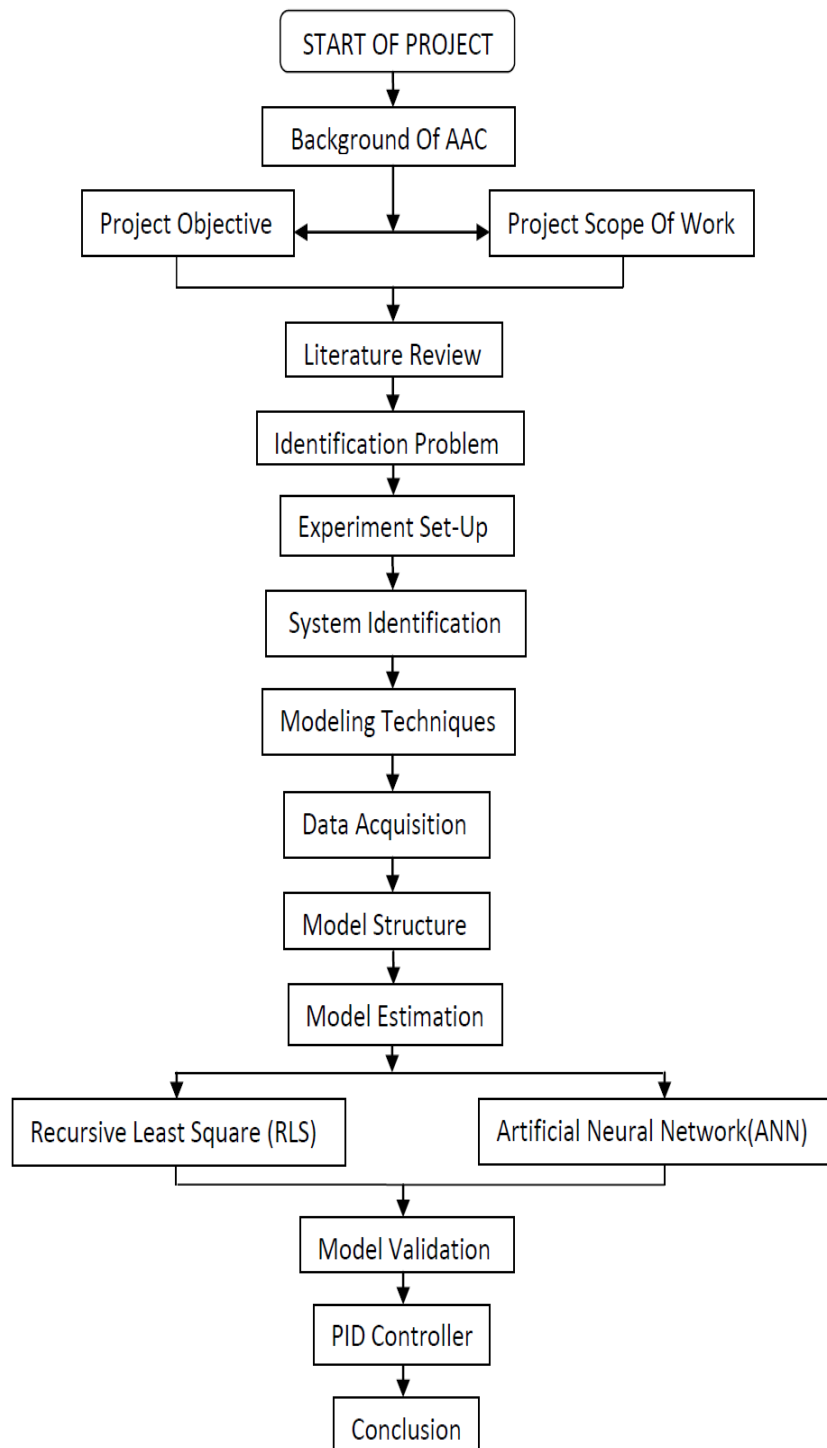 START OF PROJECT
Background Of AAC
Project Objective
Project Scope Of Work
Literature Review
Identification Problem
Experiment Set-Up
System Identification
Modeling Techniques
Data Acquisition
Model Structure
Model Estimation
Recursive Least Square (RLS)
Artificial Neural Network(ANN)
Model Validation
PID Controller
Conclusion